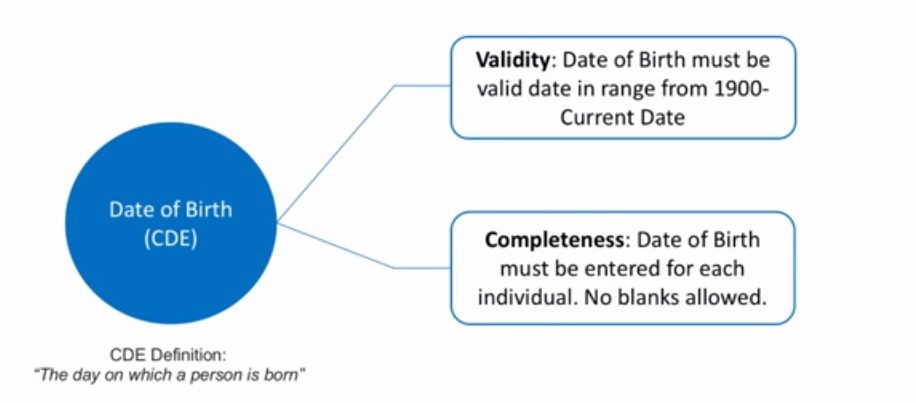 Validity: Date of Birth must be
valid date in range from 1900-
Current Date
Date of Birth
(CDE)
Completeness: Date of Birth
must be entered for each
individual. No blanks allowed.
CDE Definition:
“The day on which a person is born”